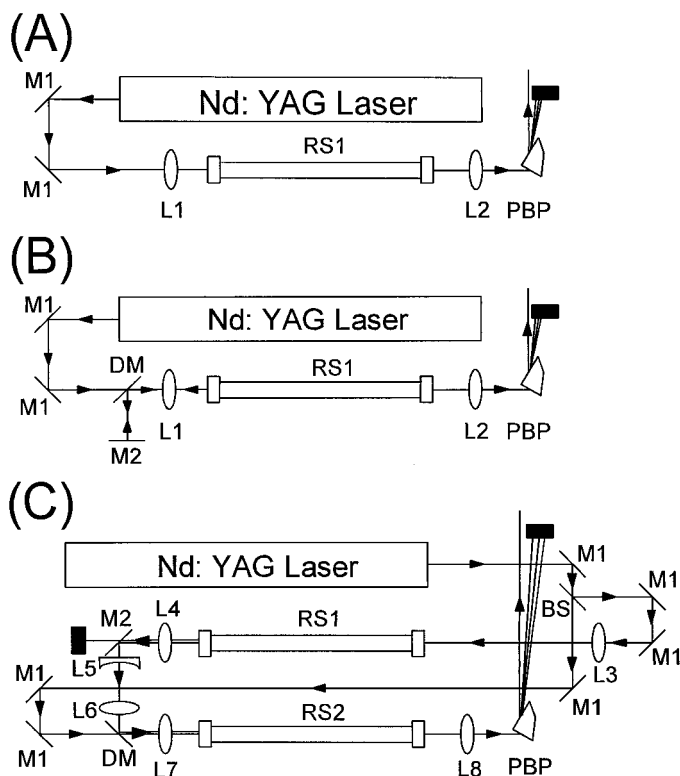 (A)
M1
Nd: YAG Laser
RS1
M1
L1
L2
PBP
(B)
M1
Nd: YAG Laser
DM
RS1
M1
L1
L2
PBP
M2
(C)
Nd: YAG Laser
M1
M1
BS
M2
L4
RS1
L5
L3
M1
M1
M1
L6
RS2
M1
DM
L7
L8
PBP